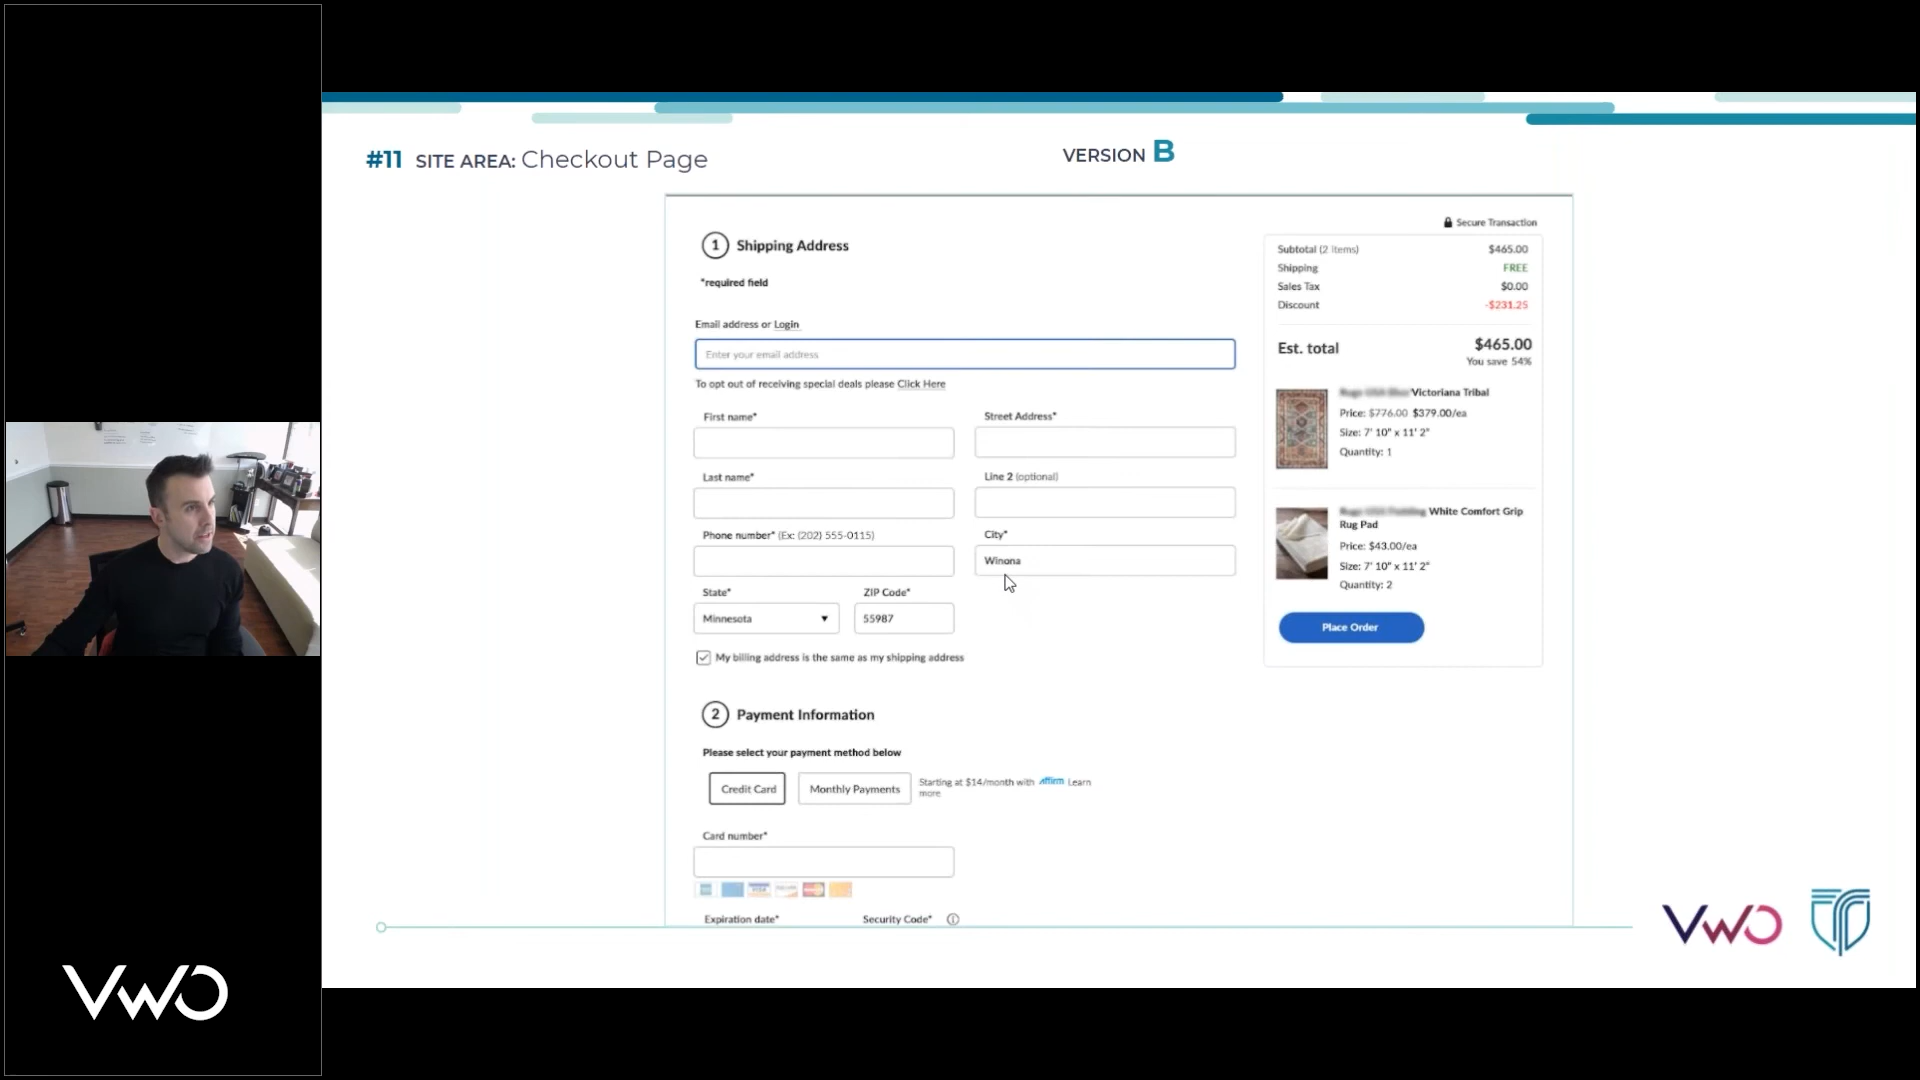 #11 SITE AREA: Checkout Page
VERSION B
Secure Transaction
1 Shipping Address
*required field
Email address or Login
Enter your email address
To opt out of receiving special deals please Click Here
First name*
Street Address*
Last name*
Line 2 (optional)
Phone number* (Ex: (202) 555-0115)
City*
Winona
State*
ZIP Code*
Minnesota
55987
My billing address is the same as my shipping address
2 Payment Information
Please select your payment method below
Credit Card
Monthly Payments
Starting at $14/month with affirm Learn
more
Card number*
VISA
Expiration date*
Security Code*
Subtotal (2 Items) $465.00
Shipping FREE
Sales Tax $0.00
Discount -$231.25
Est. total $465.00
You save 54%
Victoriana Tribal
Price: $776.00 $379.00/ea
Size: 7' 10" x 11' 2"
Quantity: 1
White Comfort Grip
Rug Pad
Price: $43.00/ea
Size: 7' 10" x 11' 2"
Quantity: 2
Place Order
VWO
VWO